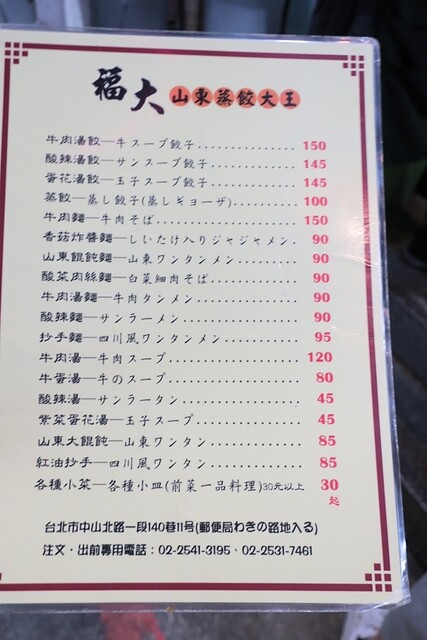 福大 山東蒸餃大王
牛肉湯餃—牛スープ餃子.............. 150
酸辣湯餃—サンスープ餃子............ 145
蛋花湯餃—玉子スープ餃子............ 145
蒸餃—蒸し餃子(蒸しギョーザ).......... 100
牛肉麵—牛肉そば.................. 150
香菇炸醬麵—しいたけ入りジャジャメン. 90
山東餛飩麵—山東ワンタンメン......... 90
酸菜肉絲麵—白菜細肉そば............ 90
牛肉湯麵—牛肉タンメン.............. 90
酸辣麵—サンラーメン............... 90
抄手麵—四川風ワンタンメン........... 95
牛肉湯—牛肉スープ................ 120
牛蛋湯—牛のスープ................. 80
酸辣湯—サンラータン............... 45
紫菜蛋花湯—玉子スープ.............. 45
山東大餛飩—山東ワンタン............ 85
紅油抄手—四川風ワンタン............ 85
各種小菜—各種小皿(前菜一品料理)30元以上 30
起
台北市中山北路一段140巷11号(郵便局わきの路地入る)
注文・出前專用電話：02-2541-3195、02-2531-7461